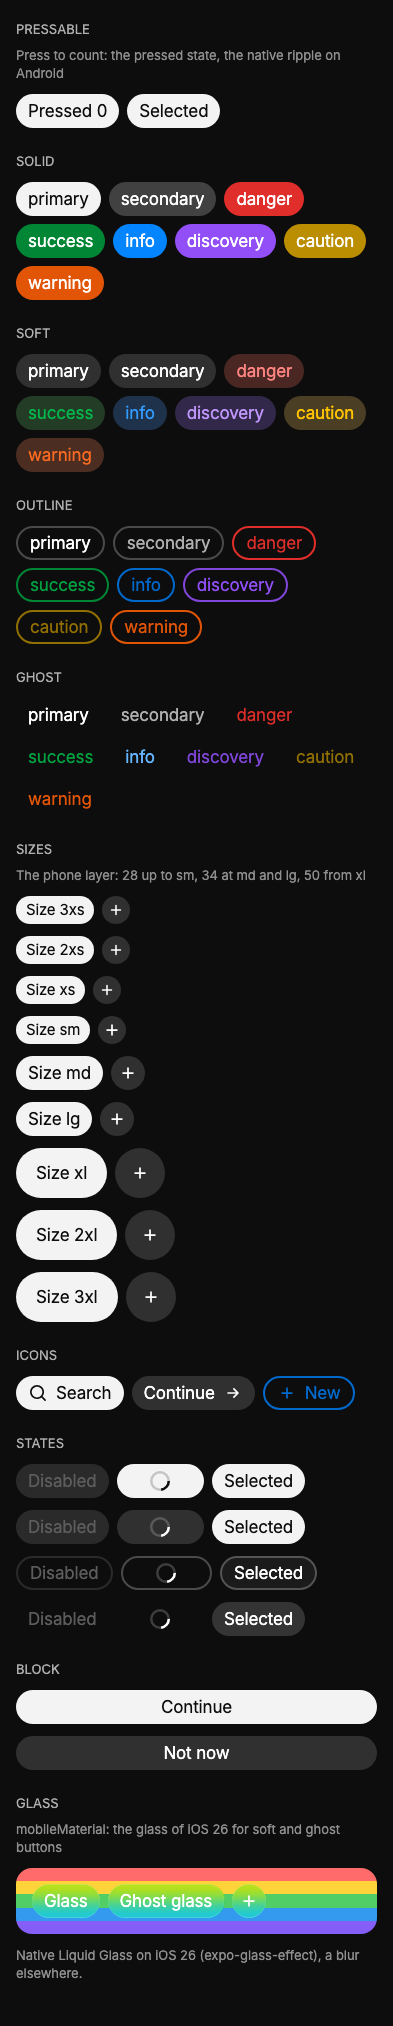 PRESSABLE
Press to count: the pressed state, the native ripple on
Android
Pressed 0 Selected
SOLID
primary secondary danger
success info discovery caution
warning
SOFT
primary secondary danger
success info discovery caution
warning
OUTLINE
primary secondary danger
success info discovery
caution warning
GHOST
primary secondary danger
success info discovery caution
warning
SIZES
The phone layer: 28 up to sm, 34 at md and lg, 50 from xl
Size 3xs +
Size 2xs +
Size xs +
Size sm +
Size md +
Size lg +
Size xl +
Size 2xl +
Size 3xl +
ICONS
Search Continue → + New
STATES
Disabled Selected
Disabled Selected
Disabled Selected
Disabled Selected
BLOCK
Continue
Not now
GLASS
mobileMaterial: the glass of iOS 26 for soft and ghost
buttons
Glass Ghost glass +
Native Liquid Glass on iOS 26 (expo-glass-effect), a blur
elsewhere.